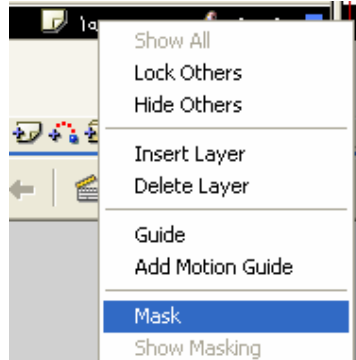 Show All
Lock Others
Hide Others
Insert Layer
Delete Layer
Guide
Add Motion Guide
Mask
Show Masking